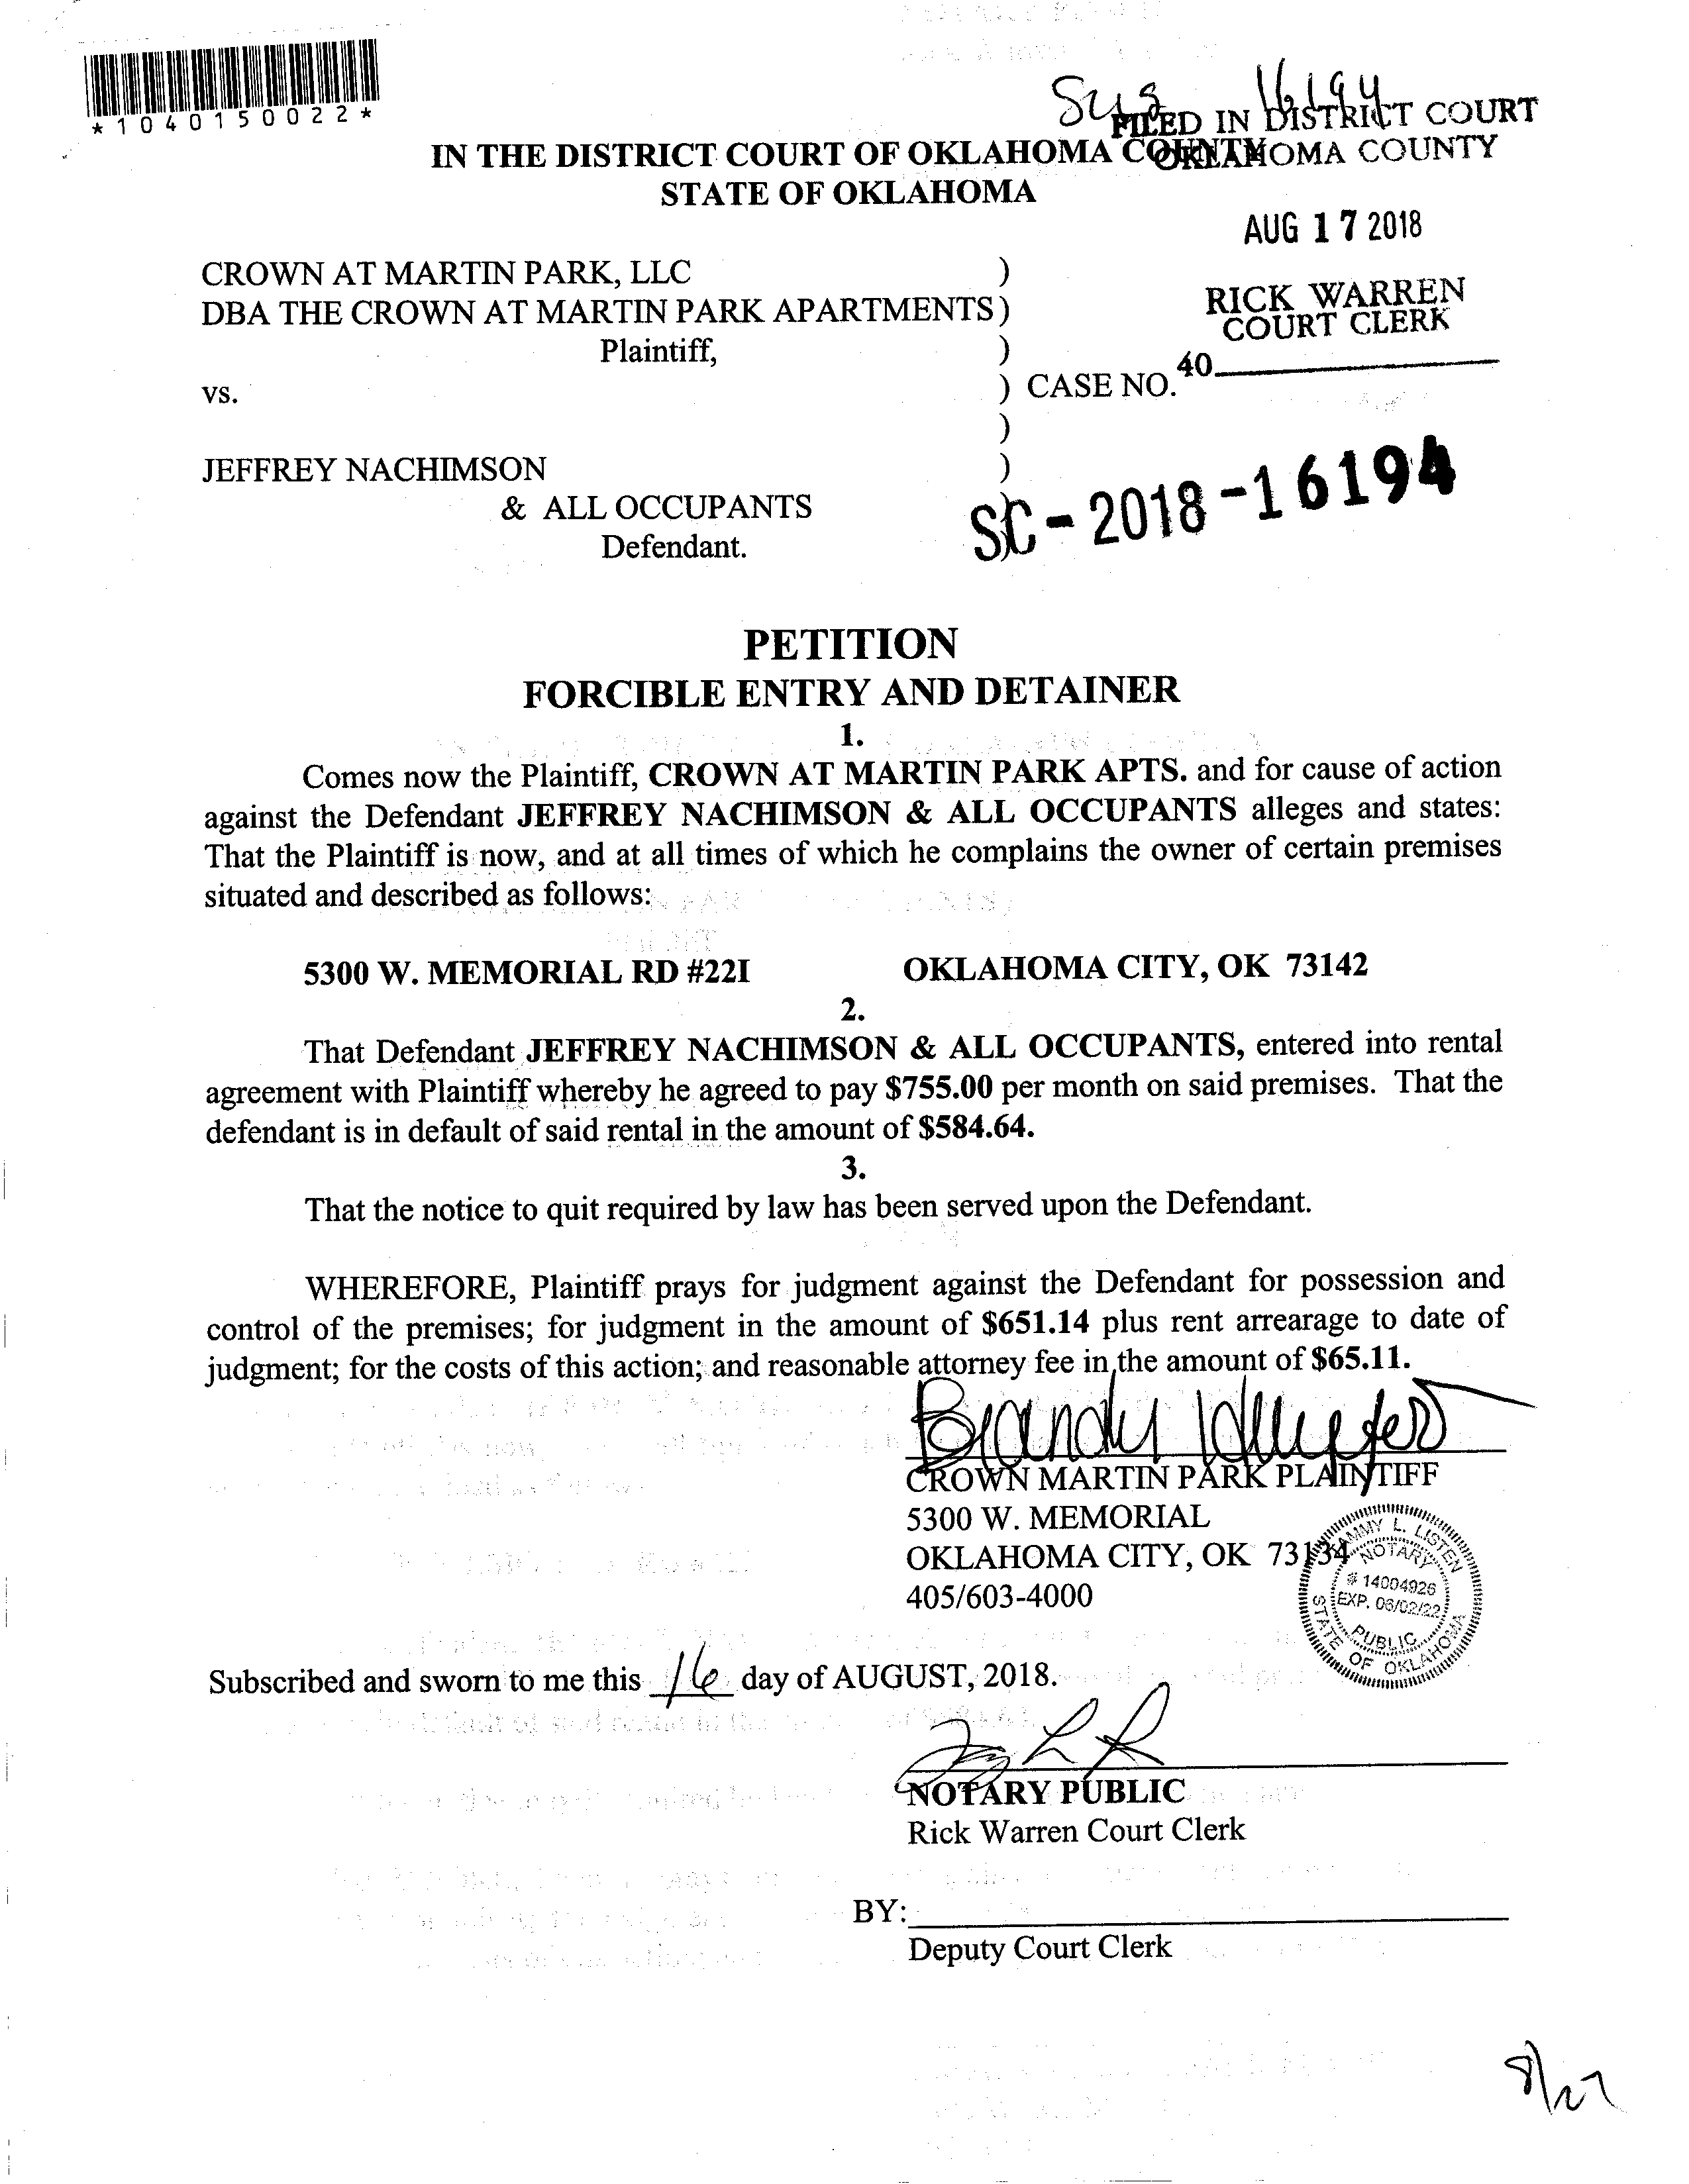 *1040150022*
16194
FILED IN DISTRICT COURT
OKLAHOMA COUNTY
IN THE DISTRICT COURT OF OKLAHOMA COUNTY
STATE OF OKLAHOMA
AUG 17 2018
RICK WARREN
COURT CLERK
40
CROWN AT MARTIN PARK, LLC )
DBA THE CROWN AT MARTIN PARK APARTMENTS )
Plaintiff, )
vs. ) CASE NO.
)
JEFFREY NACHIMSON )
& ALL OCCUPANTS )
Defendant.
SC-2018-16194
PETITION
FORCIBLE ENTRY AND DETAINER
1.
Comes now the Plaintiff, CROWN AT MARTIN PARK APTS. and for cause of action
against the Defendant JEFFREY NACHIMSON & ALL OCCUPANTS alleges and states:
That the Plaintiff is now, and at all times of which he complains the owner of certain premises
situated and described as follows:
5300 W. MEMORIAL RD #22I OKLAHOMA CITY, OK 73142
2.
That Defendant JEFFREY NACHIMSON & ALL OCCUPANTS, entered into rental
agreement with Plaintiff whereby he agreed to pay $755.00 per month on said premises. That the
defendant is in default of said rental in the amount of $584.64.
3.
That the notice to quit required by law has been served upon the Defendant.
WHEREFORE, Plaintiff prays for judgment against the Defendant for possession and
control of the premises; for judgment in the amount of $651.14 plus rent arrearage to date of
judgment; for the costs of this action; and reasonable attorney fee in the amount of $65.11.
Brandy
CROWN MARTIN PARK PLAINTIFF
5300 W. MEMORIAL
OKLAHOMA CITY, OK 73134
405/603-4000
TAMMY L. LISTEN
NOTARY
# 14004926
EXP. 06/02/22
PUBLIC
STATE OF OKLAHOMA
Subscribed and sworn to me this 16 day of AUGUST, 2018.
NOTARY PUBLIC
Rick Warren Court Clerk
BY:
Deputy Court Clerk
8/27